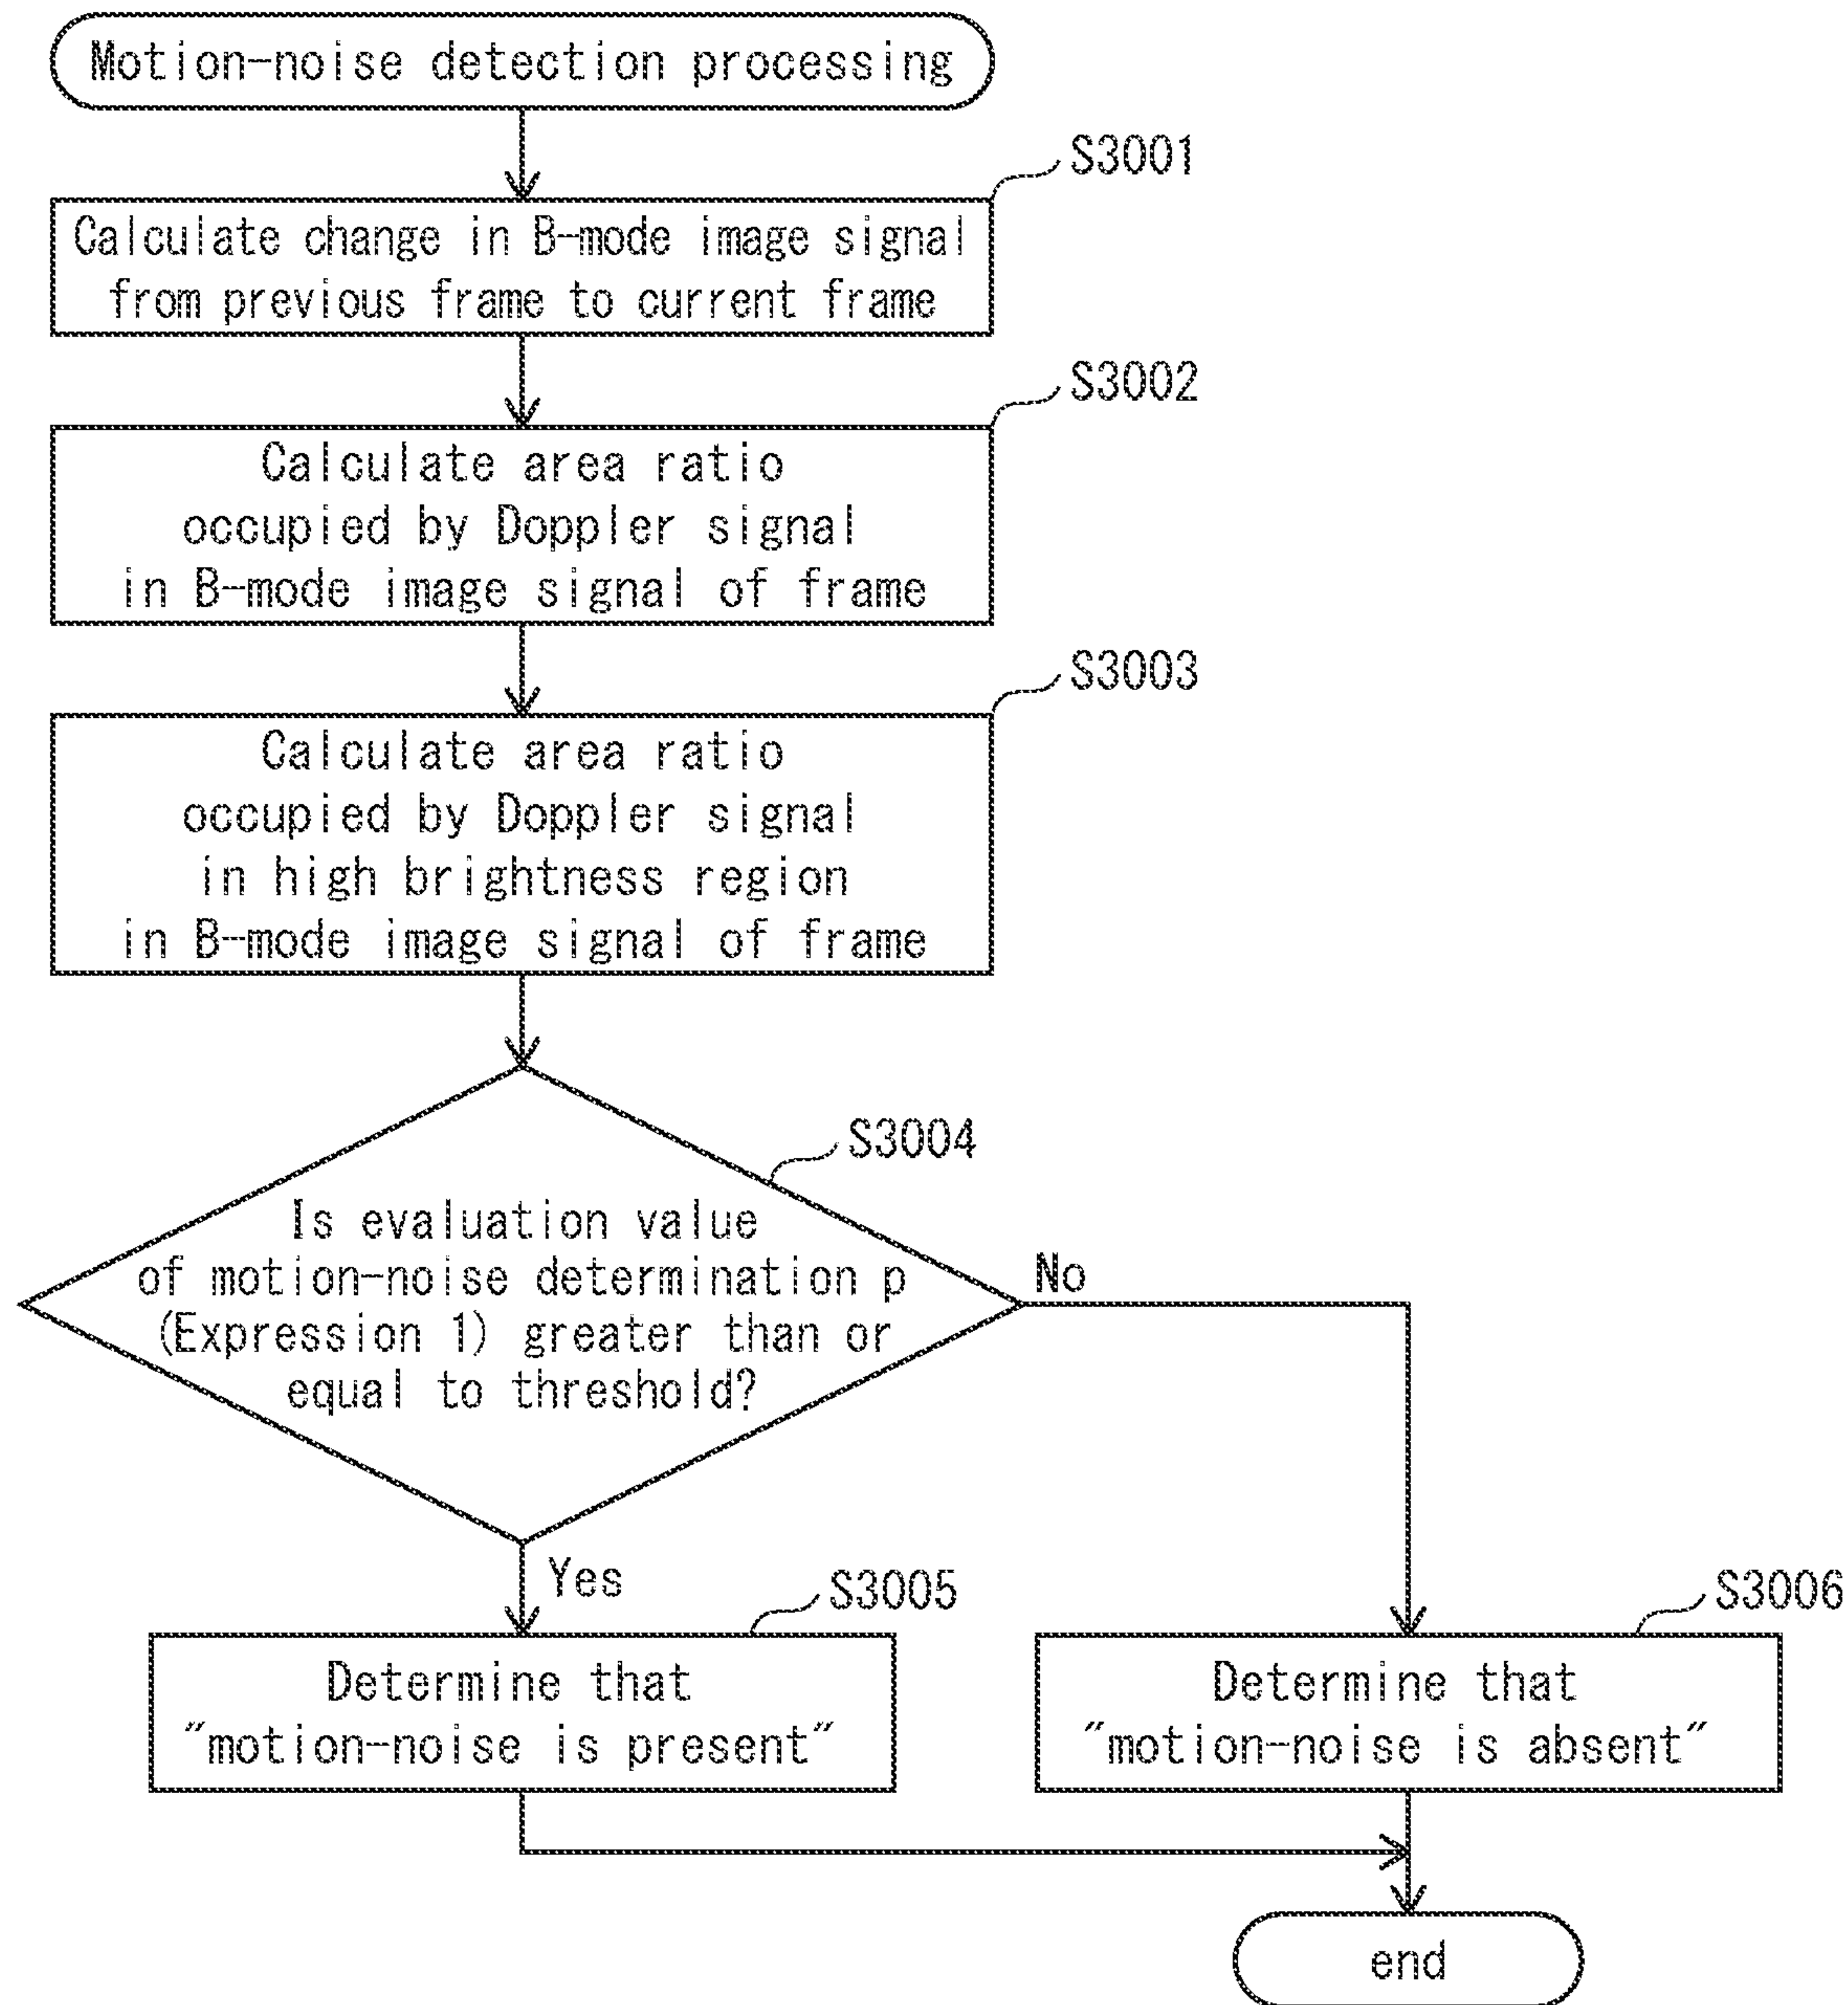 Motion-noise detection processing
S3001
Calculate change in B-mode image signal
from previous frame to current frame
S3002
Calculate area ratio
occupied by Doppler signal
in B-mode image signal of frame
S3003
Calculate area ratio
occupied by Doppler signal
in high brightness region
in B-mode image signal of frame
S3004
Is evaluation value
of motion-noise determination p
(Expression 1) greater than or
equal to threshold?
No
Yes
S3005
Determine that
"motion-noise is present"
S3006
Determine that
"motion-noise is absent"
end